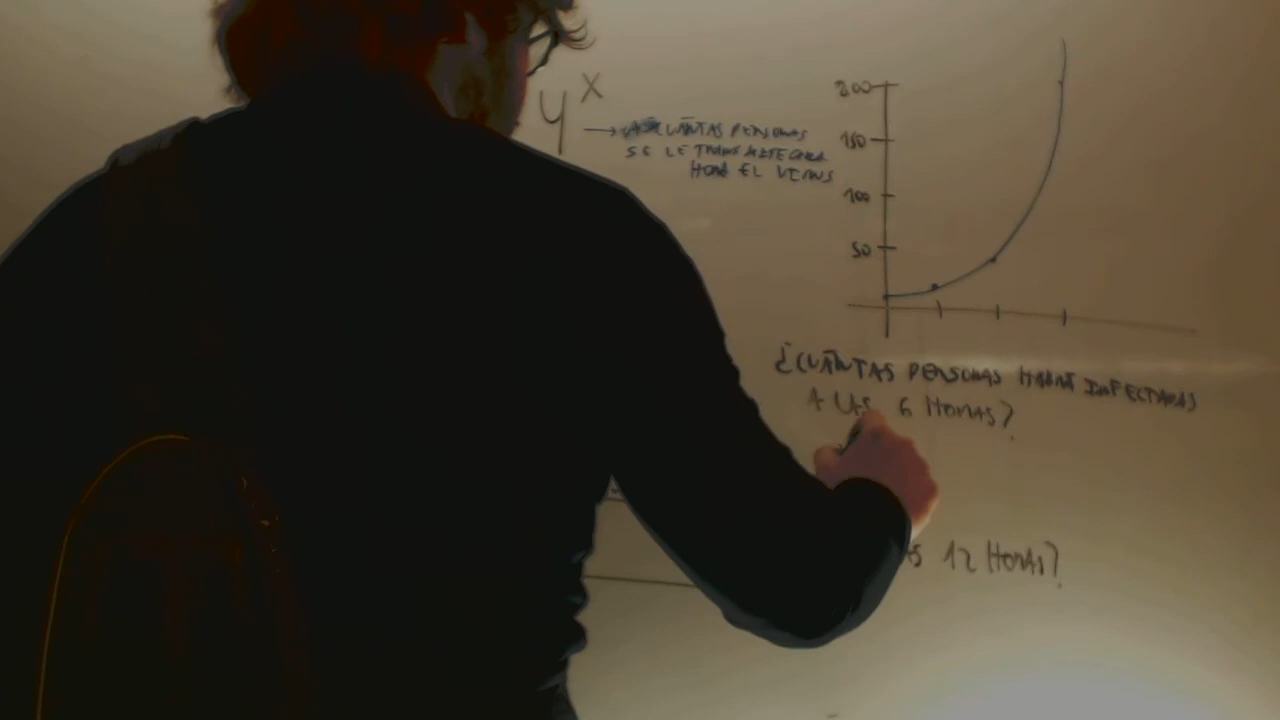 y^x
→ CUÁNTAS PERSONAS
SE LE TRANSMITE CADA
HORA EL VIRUS
200
150
100
50
¿CUÁNTAS PERSONAS HABRÁ INFECTADAS
A LAS 6 HORAS?
AS 12 HORAS?